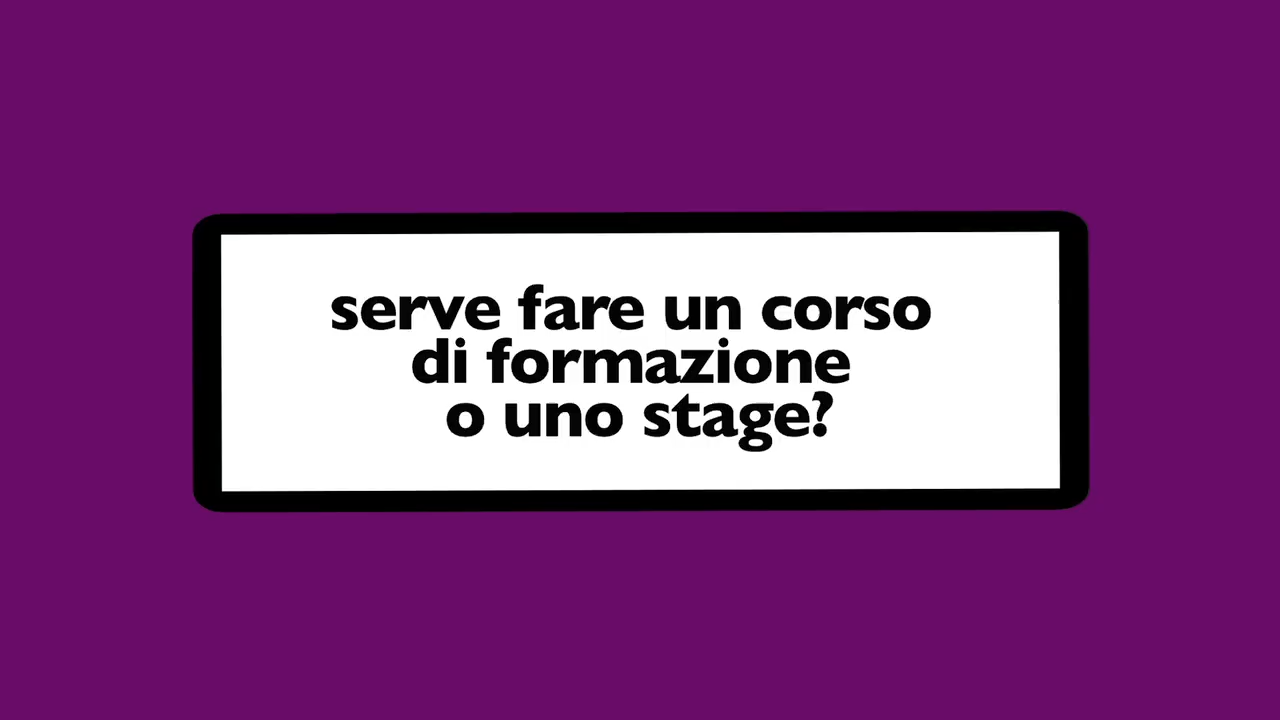 serve fare un corso
di formazione
o uno stage?